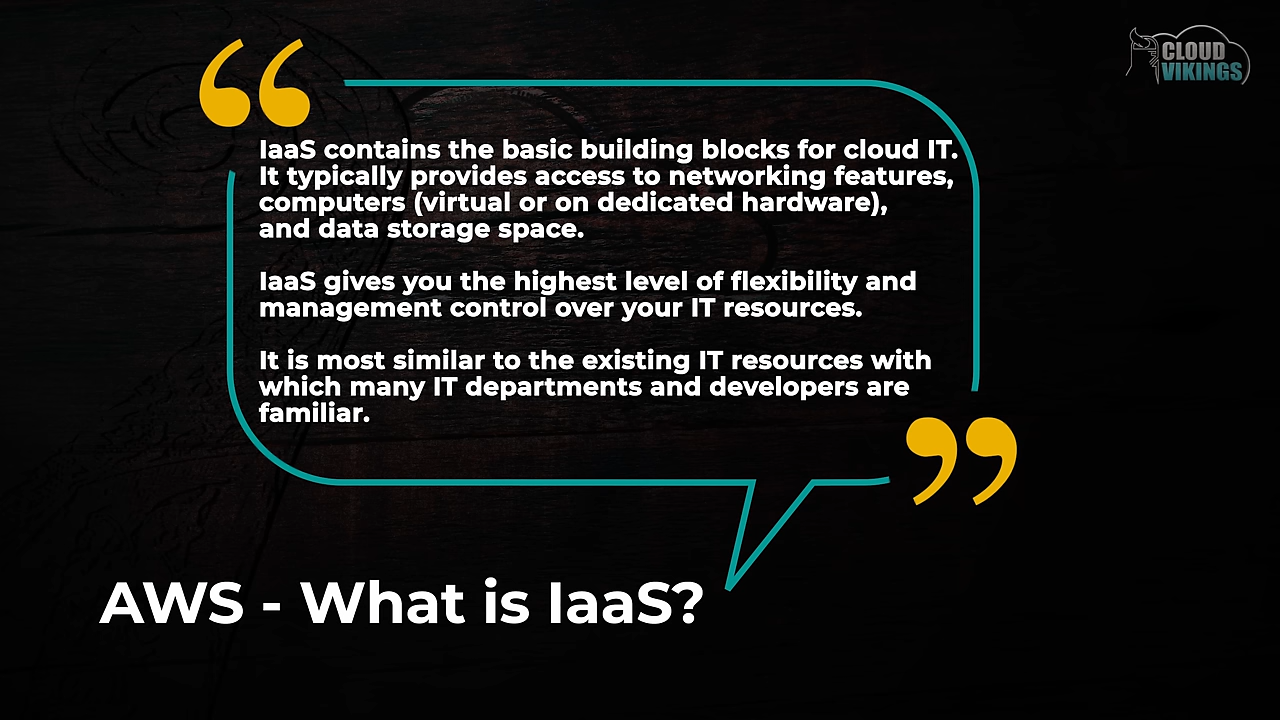 CLOUD
VIKINGS
IaaS contains the basic building blocks for cloud IT.
It typically provides access to networking features,
computers (virtual or on dedicated hardware),
and data storage space.
IaaS gives you the highest level of flexibility and
management control over your IT resources.
It is most similar to the existing IT resources with
which many IT departments and developers are
familiar.
AWS - What is IaaS?